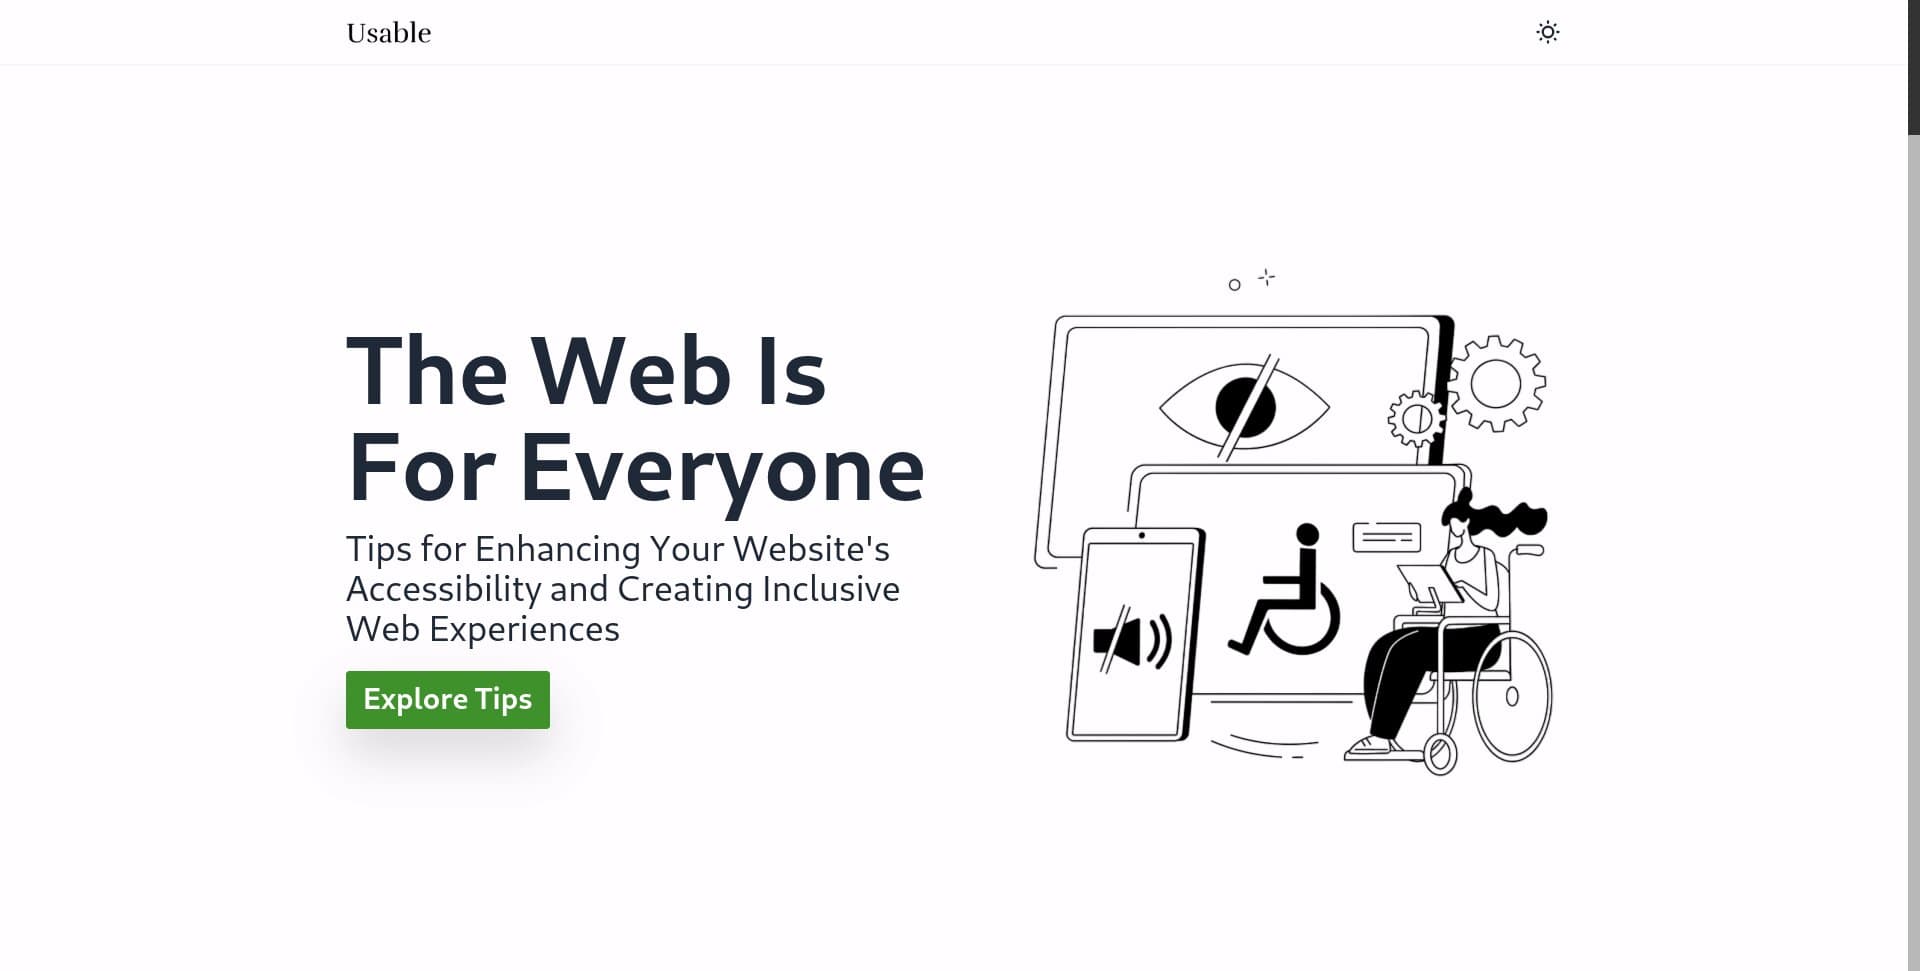 Usable
The Web Is
For Everyone
Tips for Enhancing Your Website's
Accessibility and Creating Inclusive
Web Experiences
Explore Tips